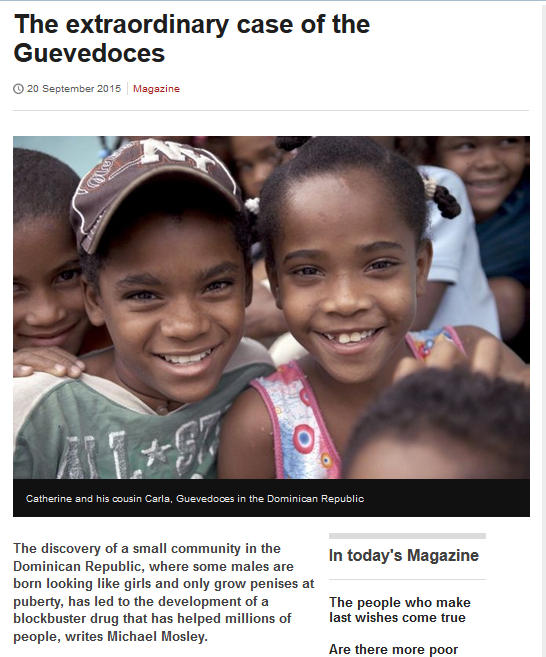 The extraordinary case of the
Guevedoces
20 September 2015
Magazine
NY
Catherine and his cousin Carla, Guevedoces in the Dominican Republic
The discovery of a small community in the
Dominican Republic, where some males are
born looking like girls and only grow penises at
puberty, has led to the development of a
blockbuster drug that has helped millions of
people, writes Michael Mosley.
In today's Magazine
The people who make
last wishes come true
Are there more poor